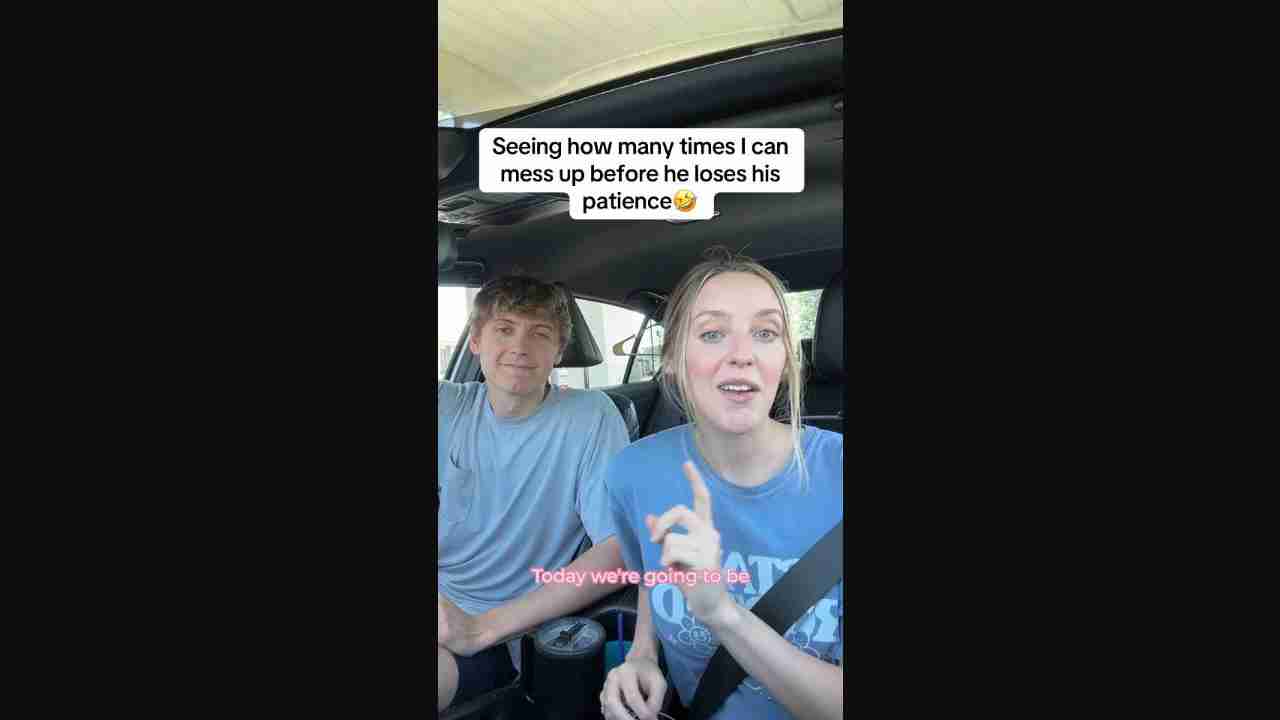 Seeing how many times I can
mess up before he loses his
patience🤣
Today we're going to be